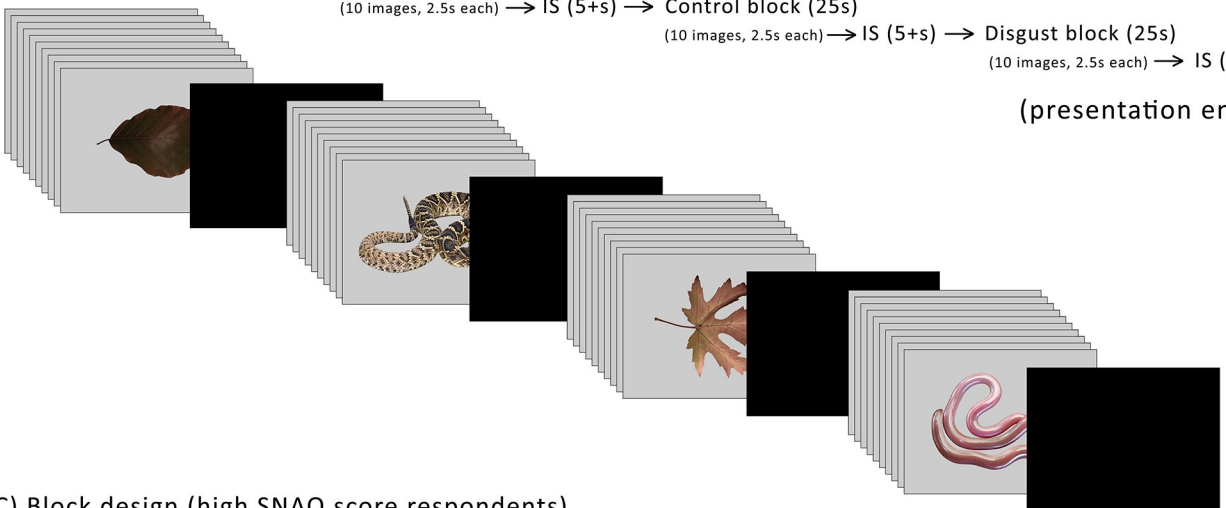 (10 images, 2.5s each) → IS (5+s) → Control block (25s)
(10 images, 2.5s each) → IS (5+s) → Disgust block (25s)
(10 images, 2.5s each) → IS (
(presentation en
C) Block design (high SNAQ score respondents)